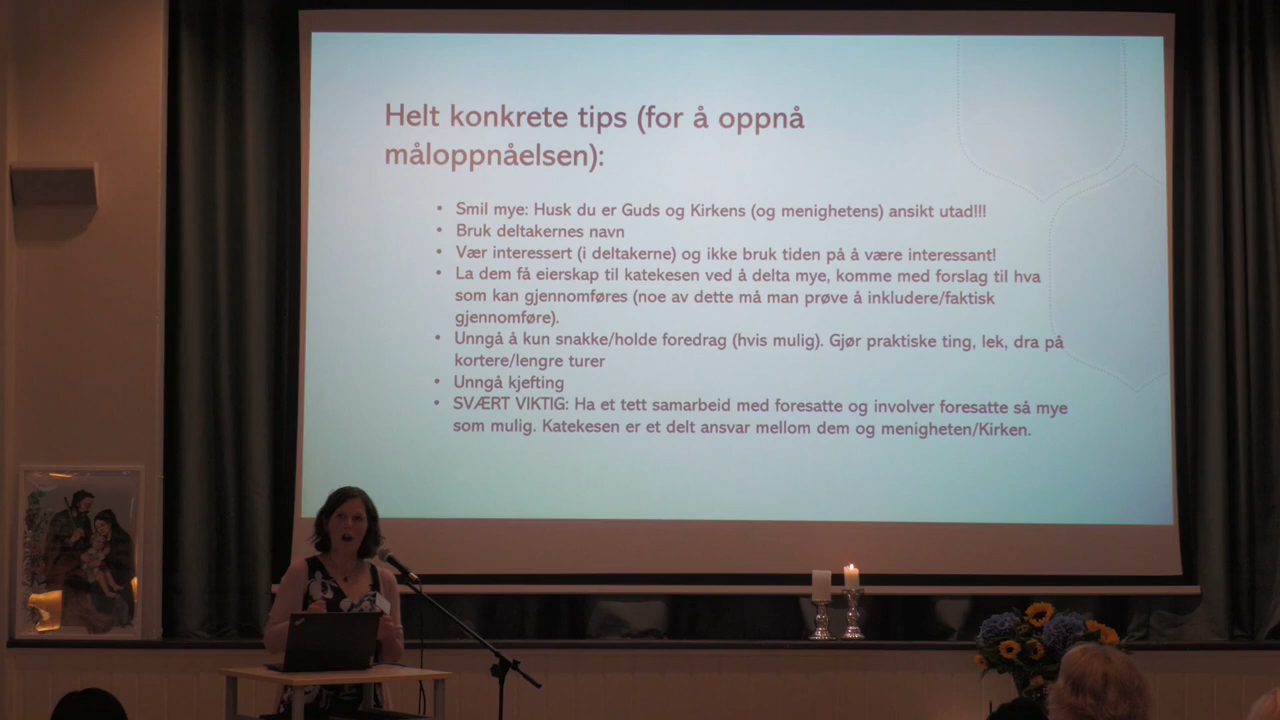 Helt konkrete tips (for å oppnå
måloppnåelsen):
• Smil mye: Husk du er Guds og Kirkens (og menighetens) ansikt utad!!!
• Bruk deltakernes navn
• Vær interessert (i deltakerne) og ikke bruk tiden på å være interessant!
• La dem få eierskap til katekesen ved å delta mye, komme med forslag til hva
som kan gjennomføres (noe av dette må man prøve å inkludere/faktisk
gjennomføre).
• Unngå å kun snakke/holde foredrag (hvis mulig). Gjør praktiske ting, lek, dra på
kortere/lengre turer
• Unngå kjefting
• SVÆRT VIKTIG: Ha et tett samarbeid med foresatte og involver foresatte så mye
som mulig. Katekesen er et delt ansvar mellom dem og menigheten/Kirken.